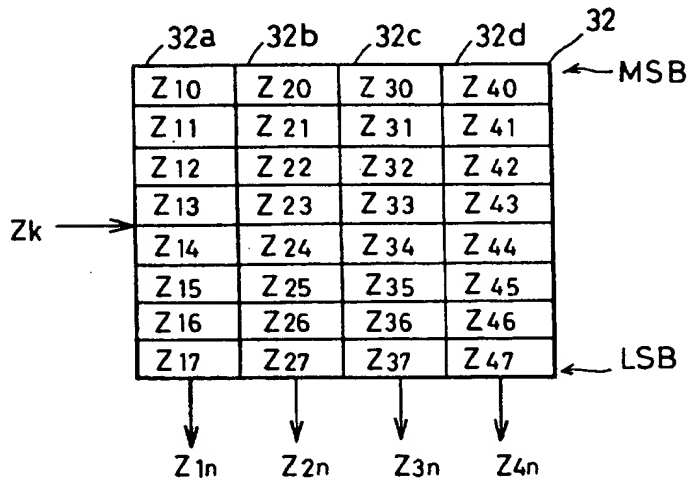 32a 32b 32c 32d 32
Z10 Z20 Z30 Z40 MSB
Z11 Z21 Z31 Z41
Z12 Z22 Z32 Z42
Z13 Z23 Z33 Z43
Zk
Z14 Z24 Z34 Z44
Z15 Z25 Z35 Z45
Z16 Z26 Z36 Z46
Z17 Z27 Z37 Z47 LSB
Z1n Z2n Z3n Z4n